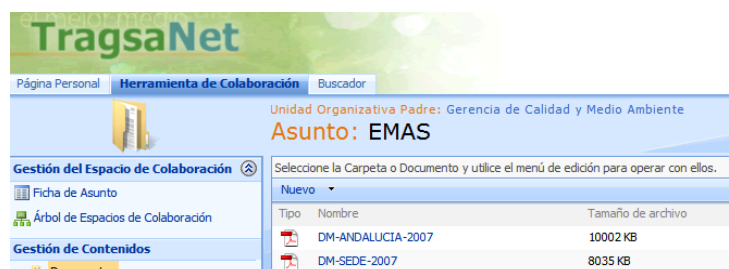 el mejor medio
TragsaNet
Página Personal Herramienta de Colaboración Buscador
Unidad Organizativa Padre: Gerencia de Calidad y Medio Ambiente
Asunto: EMAS
Gestión del Espacio de Colaboración
Ficha de Asunto
Árbol de Espacios de Colaboración
Gestión de Contenidos
Seleccione la Carpeta o Documento y utilice el menú de edición para operar con ellos.
Nuevo
Tipo Nombre Tamaño de archivo
DM-ANDALUCIA-2007 10002 KB
DM-SEDE-2007 8035 KB